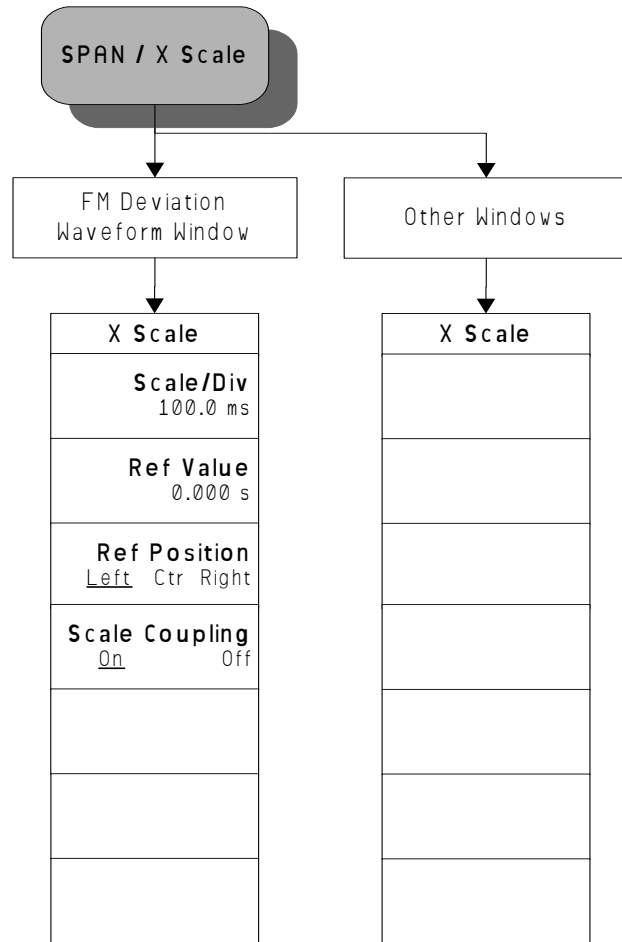 SPAN / X Scale
FM Deviation
Waveform Window
Other Windows
X Scale
Scale/Div
100.0 ms
Ref Value
0.000 s
Ref Position
Left Ctr Right
Scale Coupling
On Off
X Scale